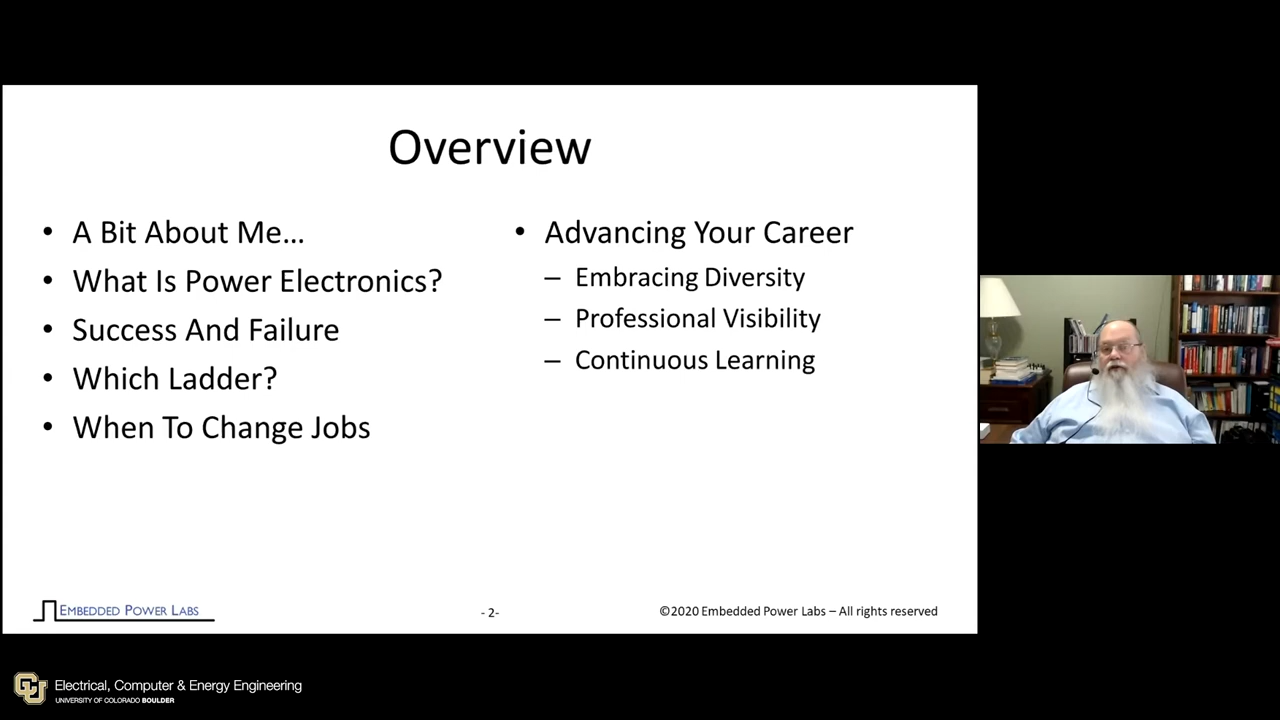 Overview
• A Bit About Me…
• What Is Power Electronics?
• Success And Failure
• Which Ladder?
• When To Change Jobs
• Advancing Your Career
– Embracing Diversity
– Professional Visibility
– Continuous Learning
EMBEDDED POWER LABS
- 2-
©2020 Embedded Power Labs – All rights reserved
CU
Electrical, Computer & Energy Engineering
UNIVERSITY OF COLORADO BOULDER